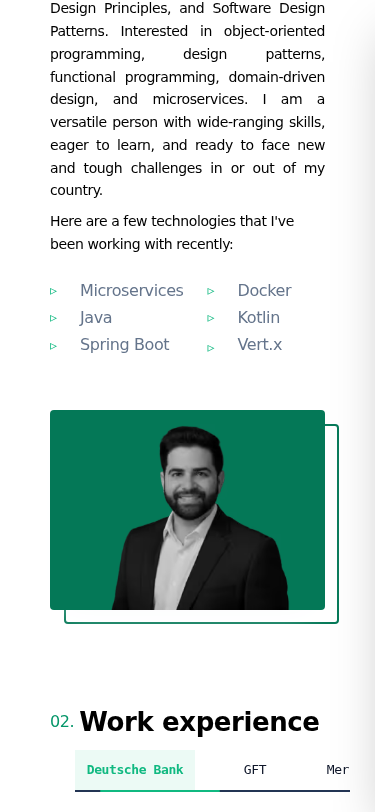 Design Principles, and Software Design
Patterns. Interested in object-oriented
programming, design patterns,
functional programming, domain-driven
design, and microservices. I am a
versatile person with wide-ranging skills,
eager to learn, and ready to face new
and tough challenges in or out of my
country.
Here are a few technologies that I've
been working with recently:
▹ Microservices ▹ Docker
▹ Java ▹ Kotlin
▹ Spring Boot ▹ Vert.x
02. Work experience
Deutsche Bank GFT Mer